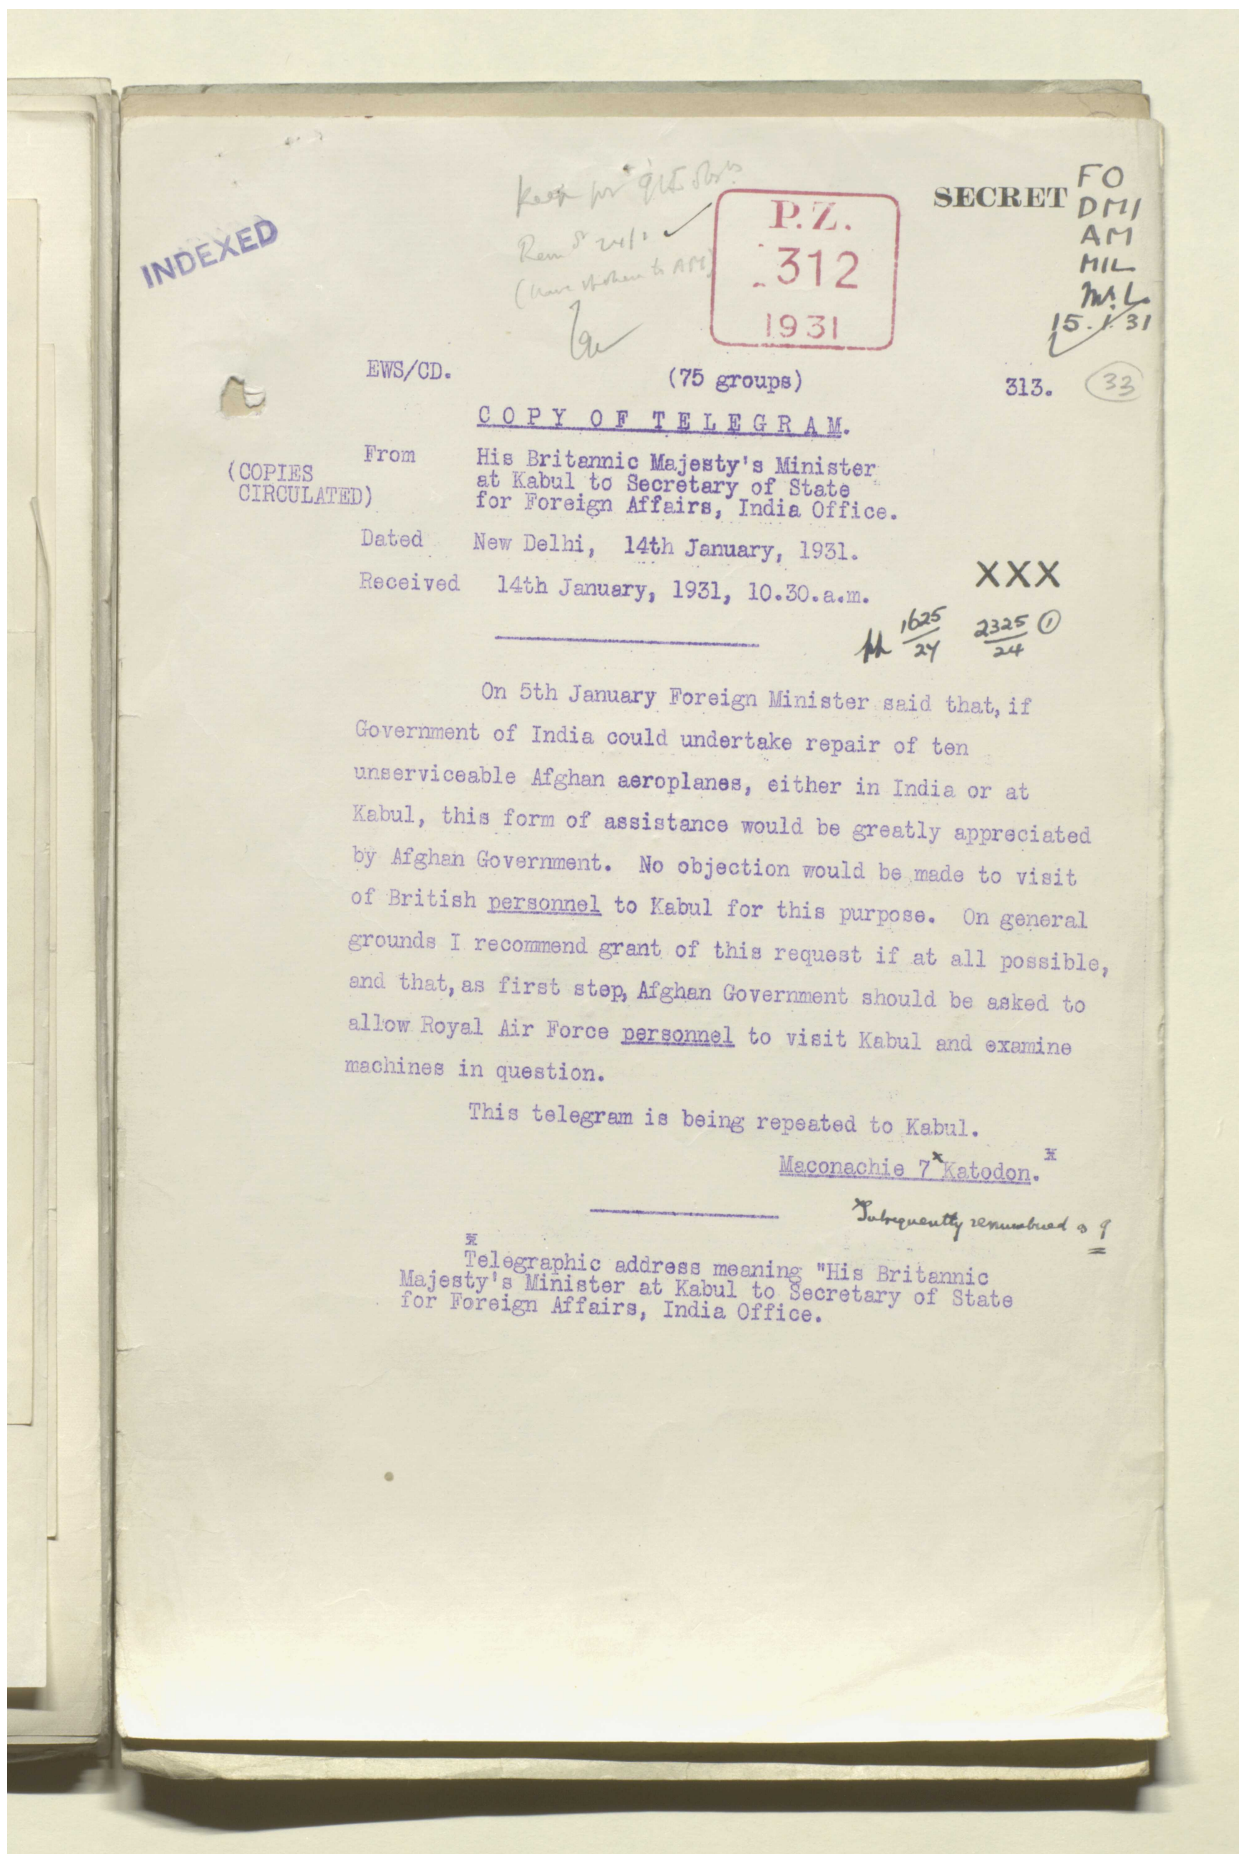 INDEXED
Keep for
P.Z.
312
1931
SECRET
FO
DMI
AM
MIL
Mr. L.
15.1.31
EWS/CD.
(75 groups)
313.
33
COPY OF TELEGRAM.
(COPIES
CIRCULATED)
From His Britannic Majesty's Minister
at Kabul to Secretary of State
for Foreign Affairs, India Office.
Dated New Delhi, 14th January, 1931.
Received 14th January, 1931, 10.30.a.m.
XXX
1625/24 2325/24 ①
On 5th January Foreign Minister said that, if
Government of India could undertake repair of ten
unserviceable Afghan aeroplanes, either in India or at
Kabul, this form of assistance would be greatly appreciated
by Afghan Government. No objection would be made to visit
of British personnel to Kabul for this purpose. On general
grounds I recommend grant of this request if at all possible,
and that, as first step, Afghan Government should be asked to
allow Royal Air Force personnel to visit Kabul and examine
machines in question.
This telegram is being repeated to Kabul.
Maconachie 7 x Katodon. x
x Subsequently renumbered as 9
x
Telegraphic address meaning "His Britannic
Majesty's Minister at Kabul to Secretary of State
for Foreign Affairs, India Office.